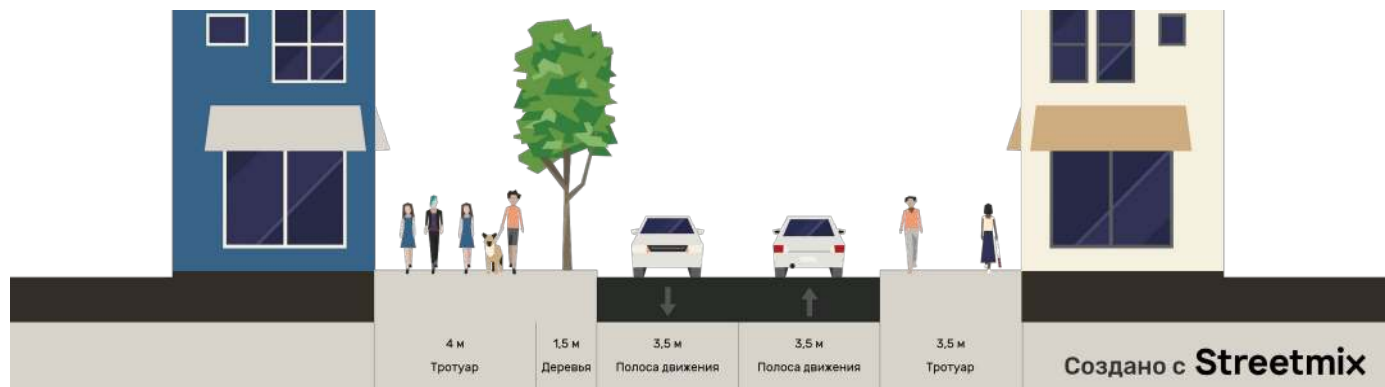 4 м
Тротуар
1,5 м
Деревья
3,5 м
Полоса движения
3,5 м
Полоса движения
3,5 м
Тротуар
Создано с Streetmix